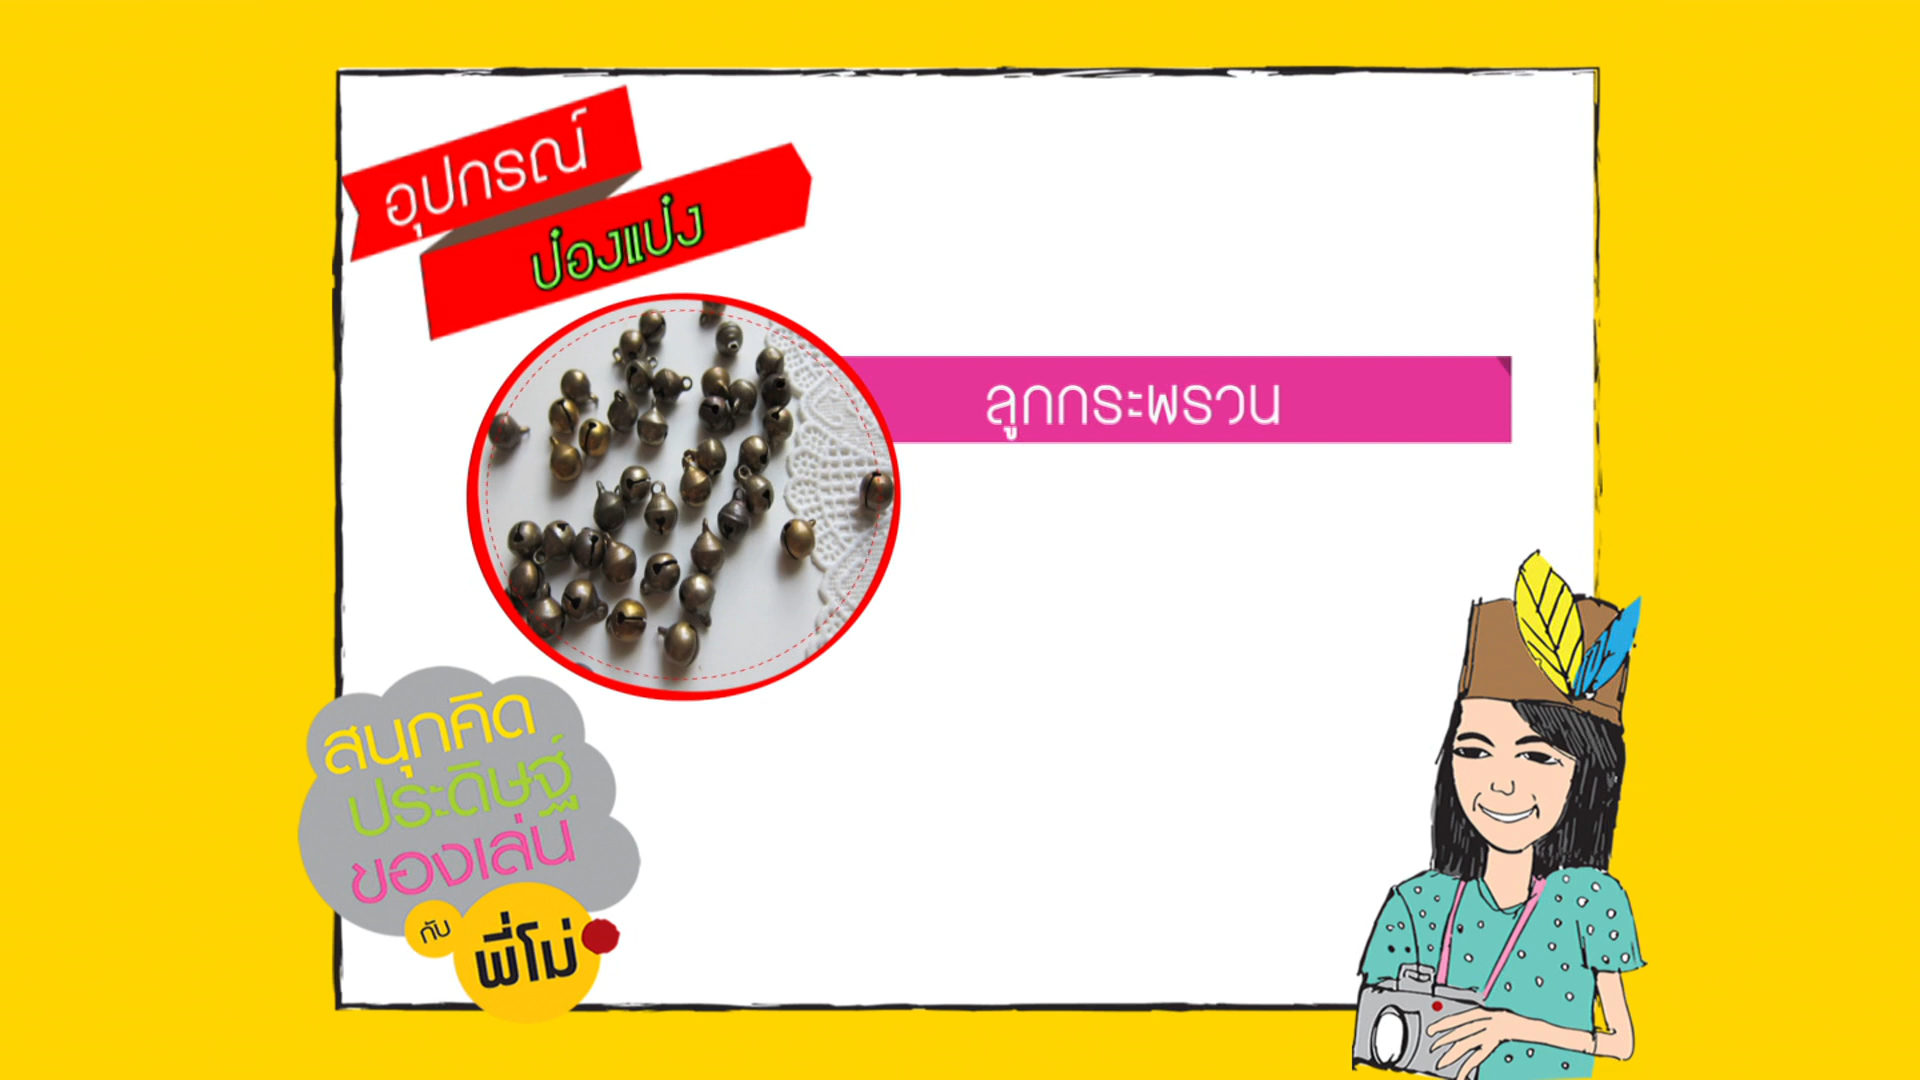 อุปกรณ์
ป๋องแป๋ง
ลูกกระพรวน
สนุกคิด
ประดิษฐ์
ของเล่น
กับ
พี่โม่